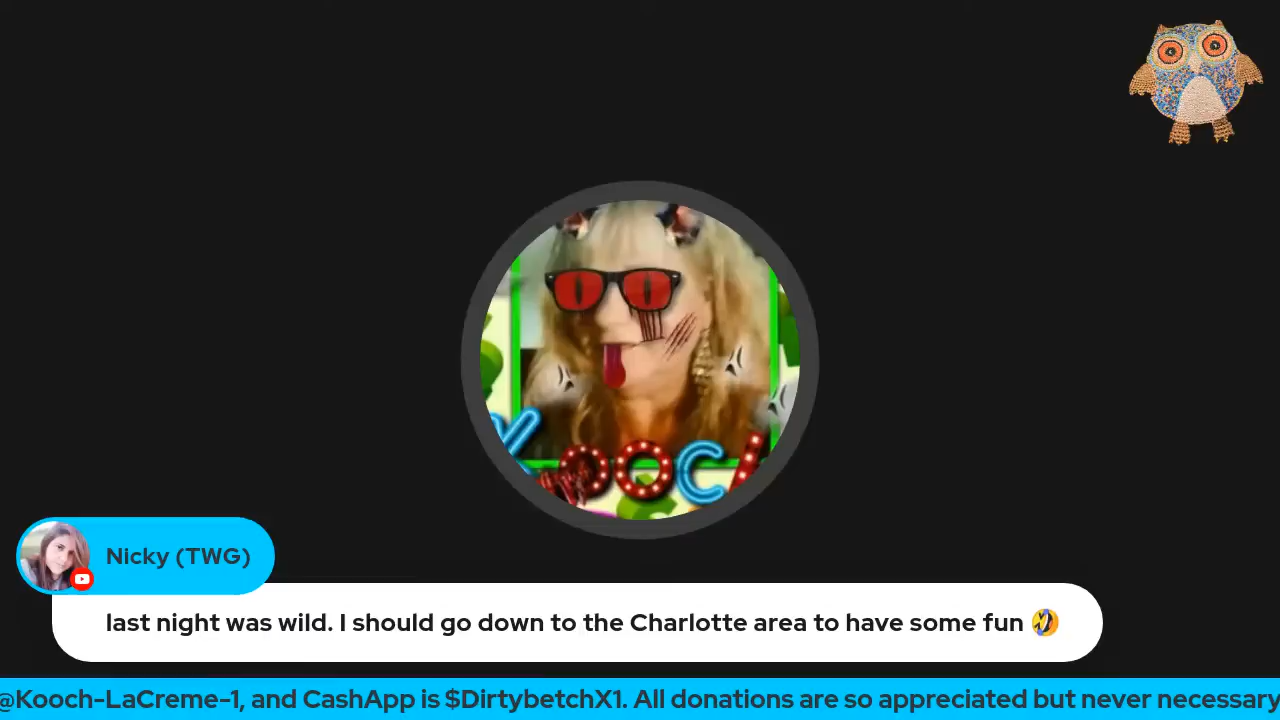 KOOCH
Nicky (TWG)
last night was wild. I should go down to the Charlotte area to have some fun 🤣
@Kooch-LaCreme-1, and CashApp is $DirtybetchX1. All donations are so appreciated but never necessary